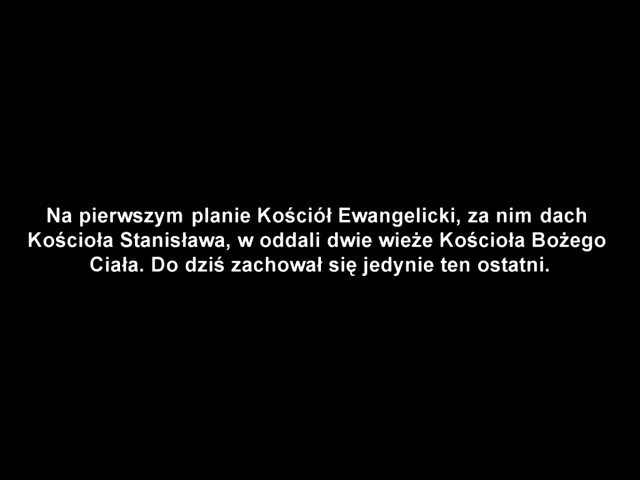 Na pierwszym planie Kościół Ewangelicki, za nim dach
Kościoła Stanisława, w oddali dwie wieże Kościoła Bożego
Ciała. Do dziś zachował się jedynie ten ostatni.